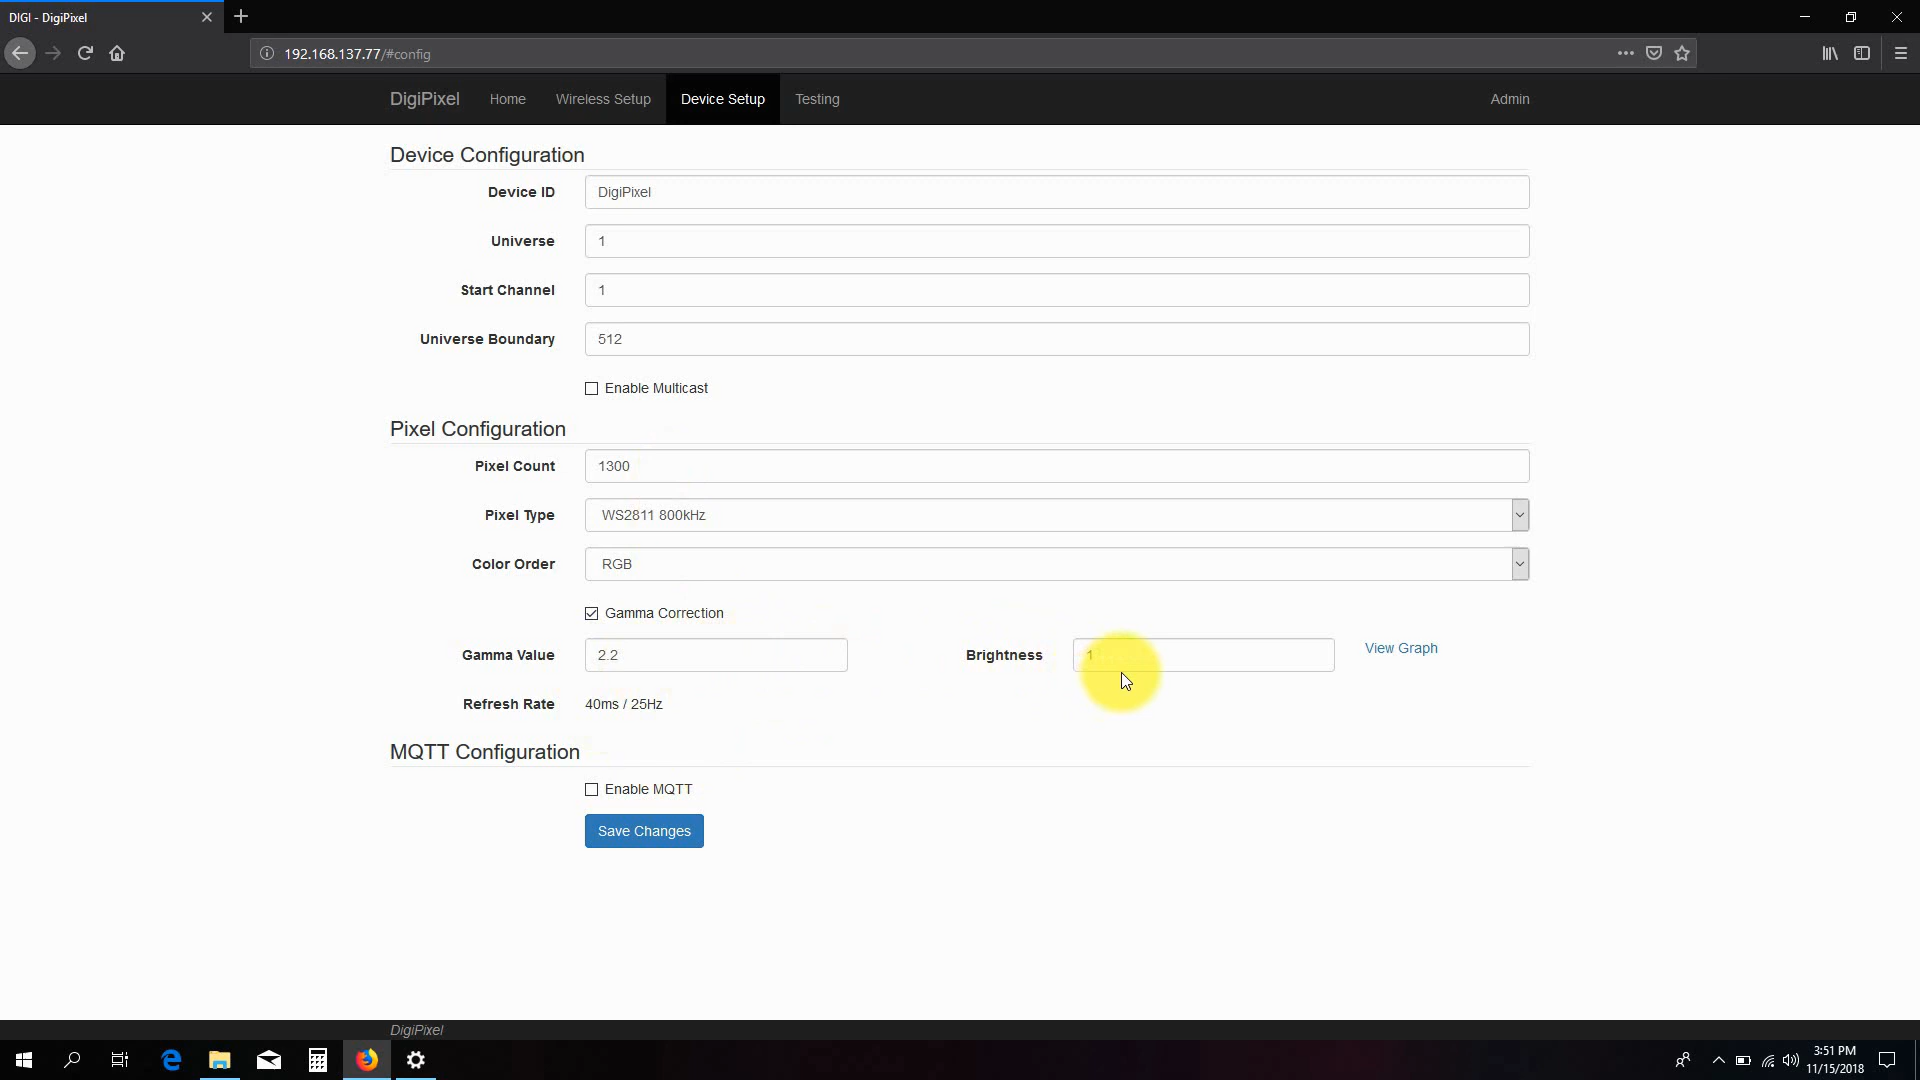 DIGI - DigiPixel
192.168.137.77/#config
DigiPixel Home Wireless Setup Device Setup Testing Admin
Device Configuration
Device ID DigiPixel
Universe 1
Start Channel 1
Universe Boundary 512
Enable Multicast
Pixel Configuration
Pixel Count 1300
Pixel Type WS2811 800kHz
Color Order RGB
Gamma Correction
Gamma Value 2.2 Brightness 1 View Graph
Refresh Rate 40ms / 25Hz
MQTT Configuration
Enable MQTT
Save Changes
DigiPixel
3:51 PM
11/15/2018